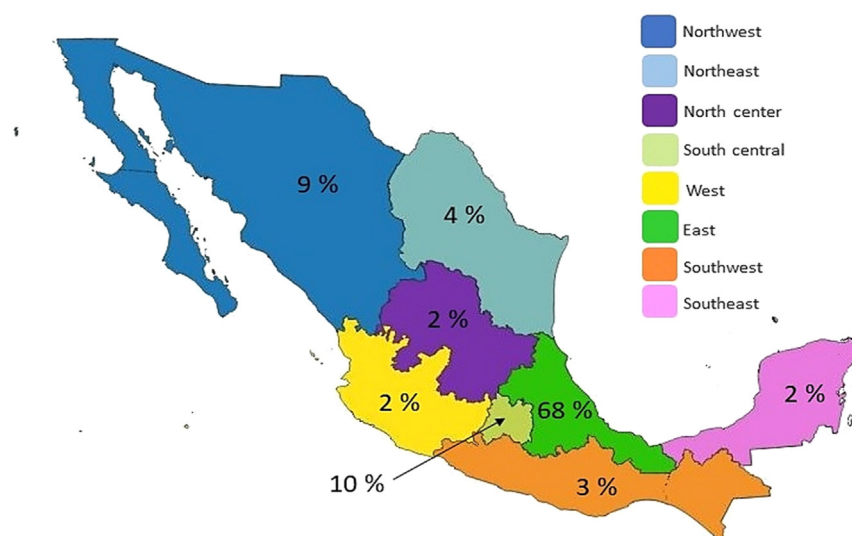 Northwest
Northeast
North center
South central
West
East
Southwest
Southeast
9 %
4 %
2 %
2 %
68 %
2 %
10 %
3 %